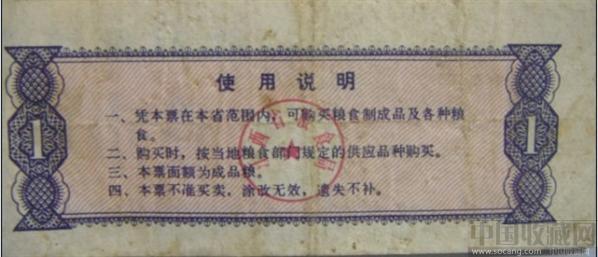 使用说明
一、凭本票在本省范围内，可购买粮食制成品及各种粮
食。
二、购买时，按当地粮食部门规定的供应品种购买。
三、本票面额为成品粮。
四、本票不准买卖，涂改无效，遗失不补。
1
1
中国收藏网
www.socang.com